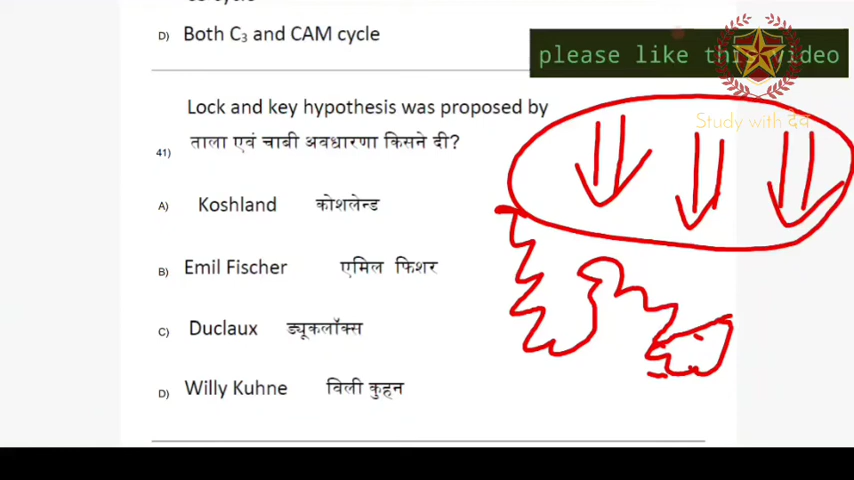 D) Both C₃ and CAM cycle
please like this video
Study with देव
Lock and key hypothesis was proposed by
41) ताला एवं चाबी अवधारणा किसने दी?
A) Koshland कोशलेन्ड
B) Emil Fischer एमिल फिशर
C) Duclaux ड्यूकलॉक्स
D) Willy Kuhne विली कुहन